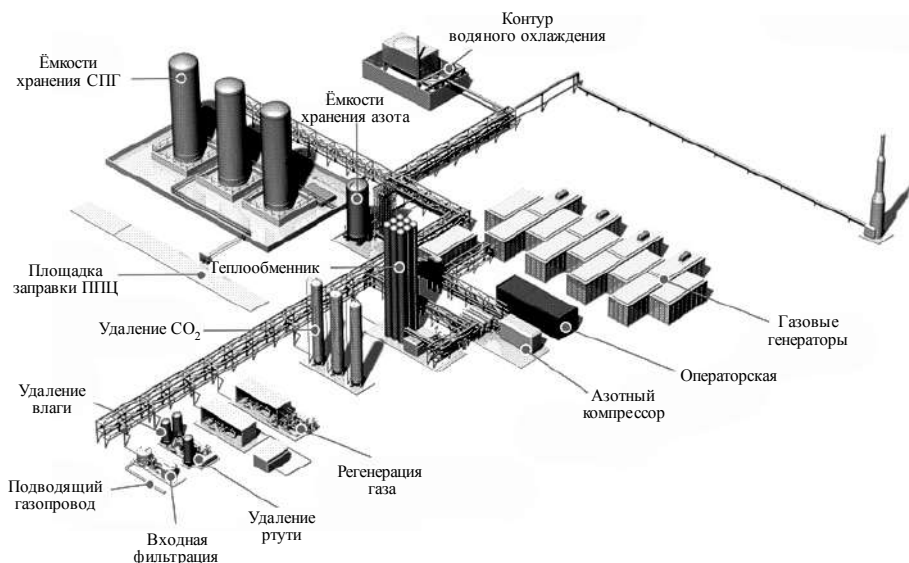 Контур
водяного охлаждения
Ёмкости
хранения СПГ
Ёмкости
хранения азота
Площадка
заправки ППЦ
Теплообменник
Удаление CO₂
Газовые
генераторы
Операторская
Азотный
компрессор
Удаление
влаги
Регенерация
газа
Подводящий
газопровод
Удаление
ртути
Входная
фильтрация